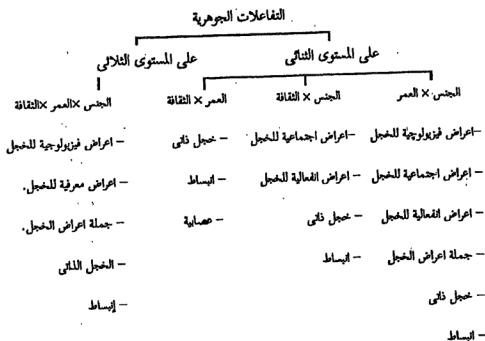 التفاعلات الجوهرية
على المستوى الثنائى
على المستوى الثلاثى
الجنس × العمر
الجنس × الثقافة
العمر × الثقافة
الجنس ×العمر ×الثقافة
–اعراض فيزيولوچية للخجل
– اعراض اجتماعية للخجل
– اعراض انفعالية للخجل
– جملة اعراض الخجل
– خجل ذاتى
– انبساط
–اعراض اجتماعية للخجل
– اعراض انفعالية للخجل
– خجل ذاتى
– انبساط
– خجل ذاتى
– انبساط
– عصابية
– اعراض فيزيولوجية للخجل
– اعراض معرفية للخجل.
– جملة اعراض الخجل.
– الخجل الذاتى
– إنبساط